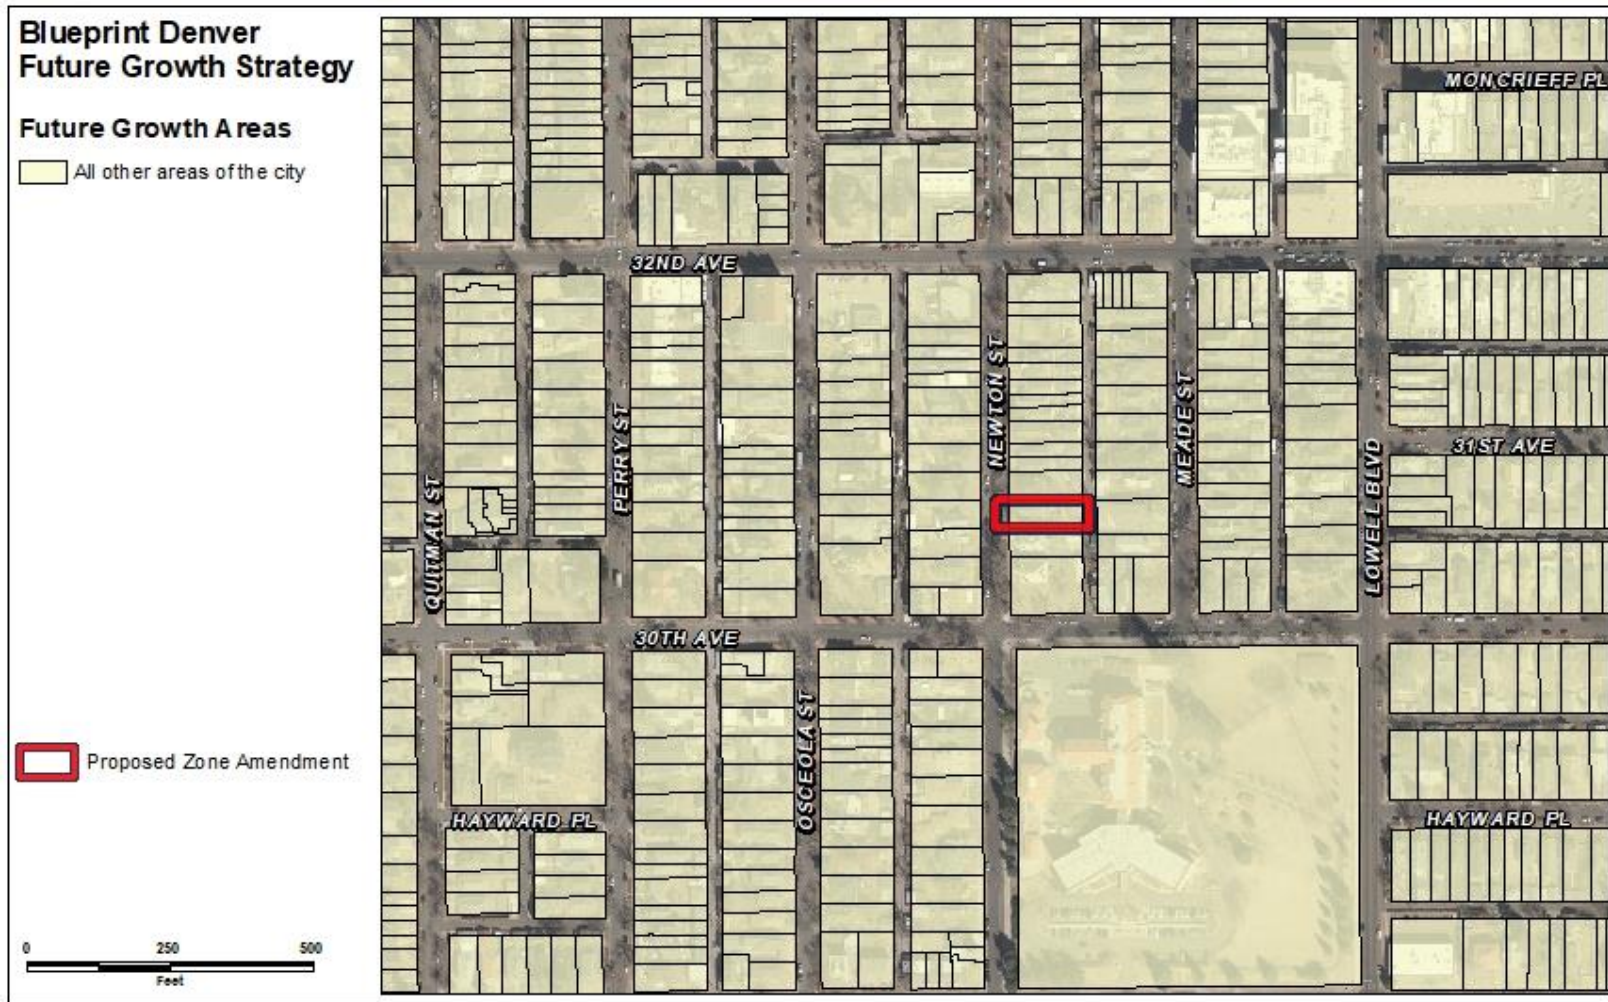 Blueprint Denver
Future Growth Strategy
Future Growth Areas
All other areas of the city
Proposed Zone Amendment
0 250 500
Feet
MONCRIEFF PL
32ND AVE
NEWTON ST
MEADE ST
PERRY ST
31ST AVE
LOWELL BLVD
QUITMAN ST
30TH AVE
OSCEOLA ST
HAYWARD PL
HAYWARD PL